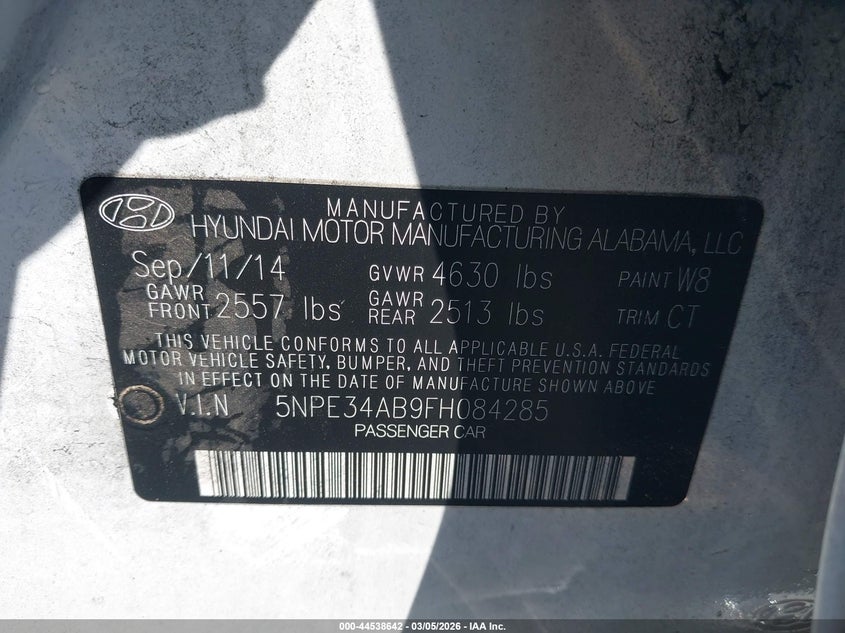 MANUFACTURED BY
HYUNDAI MOTOR MANUFACTURING ALABAMA, LLC
Sep/11/14 GVWR 4630 lbs PAINT W8
GAWR FRONT 2557 lbs GAWR REAR 2513 lbs TRIM CT
THIS VEHICLE CONFORMS TO ALL APPLICABLE U.S.A. FEDERAL
MOTOR VEHICLE SAFETY, BUMPER, AND THEFT PREVENTION STANDARDS
IN EFFECT ON THE DATE OF MANUFACTURE SHOWN ABOVE
V.I.N 5NPE34AB9FH084285
PASSENGER CAR
000-44538642 - 03/05/2026 - IAA Inc.